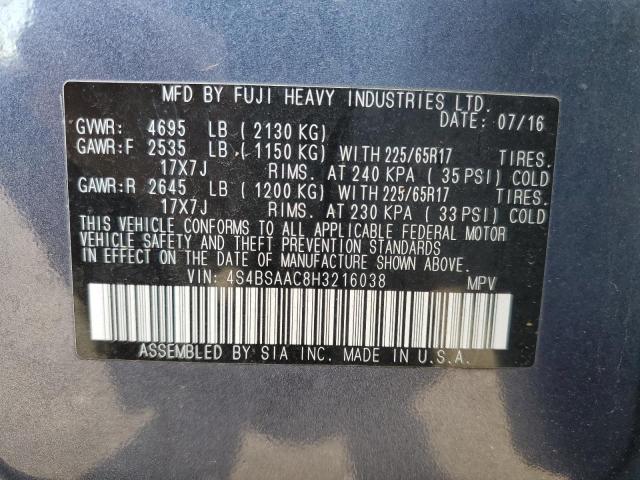 MFD BY FUJI HEAVY INDUSTRIES LTD.
DATE: 07/16
GVWR: 4695 LB ( 2130 KG)
GAWR:F 2535 LB ( 1150 KG) WITH 225/65R17 TIRES.
17X7J RIMS. AT 240 KPA ( 35 PSI) COLD
GAWR:R 2645 LB ( 1200 KG) WITH 225/65R17 TIRES.
17X7J RIMS. AT 230 KPA ( 33 PSI) COLD
THIS VEHICLE CONFORMS TO ALL APPLICABLE FEDERAL MOTOR
VEHICLE SAFETY AND THEFT PREVENTION STANDARDS
IN EFFECT ON THE DATE OF MANUFACTURE SHOWN ABOVE.
VIN: 4S4BSAAC8H3216038 MPV
ASSEMBLED BY SIA INC. MADE IN U.S.A.